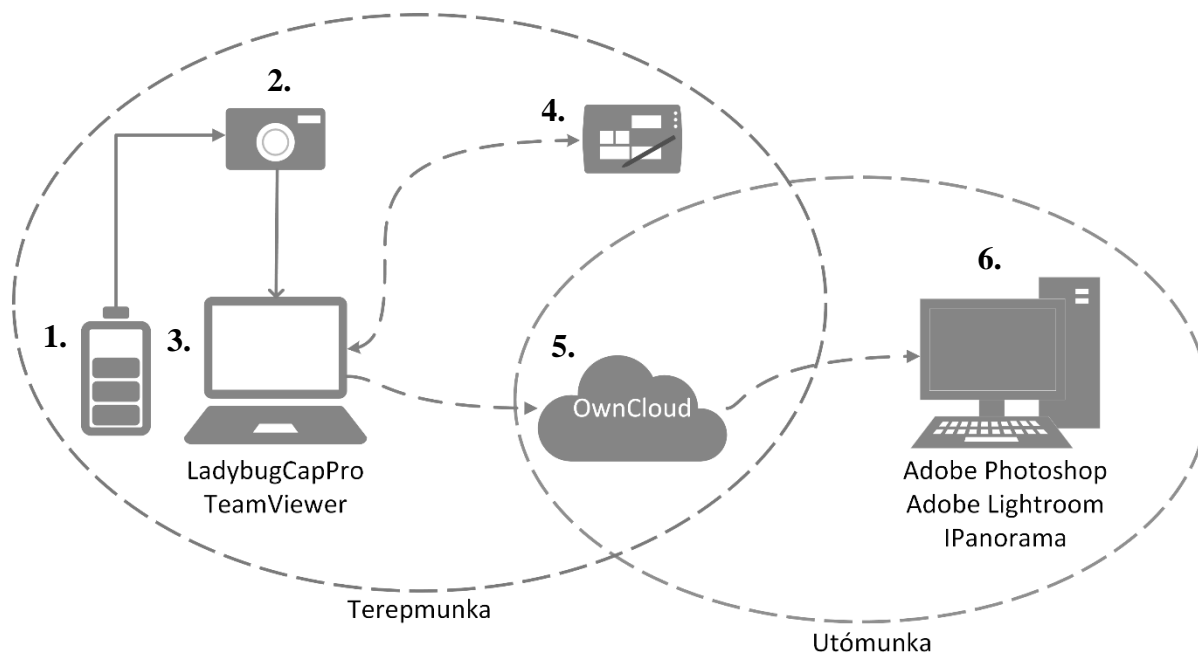 1.
2.
3.
LadybugCapPro
TeamViewer
4.
5.
OwnCloud
6.
Adobe Photoshop
Adobe Lightroom
IPanorama
Terepmunka
Utómunka